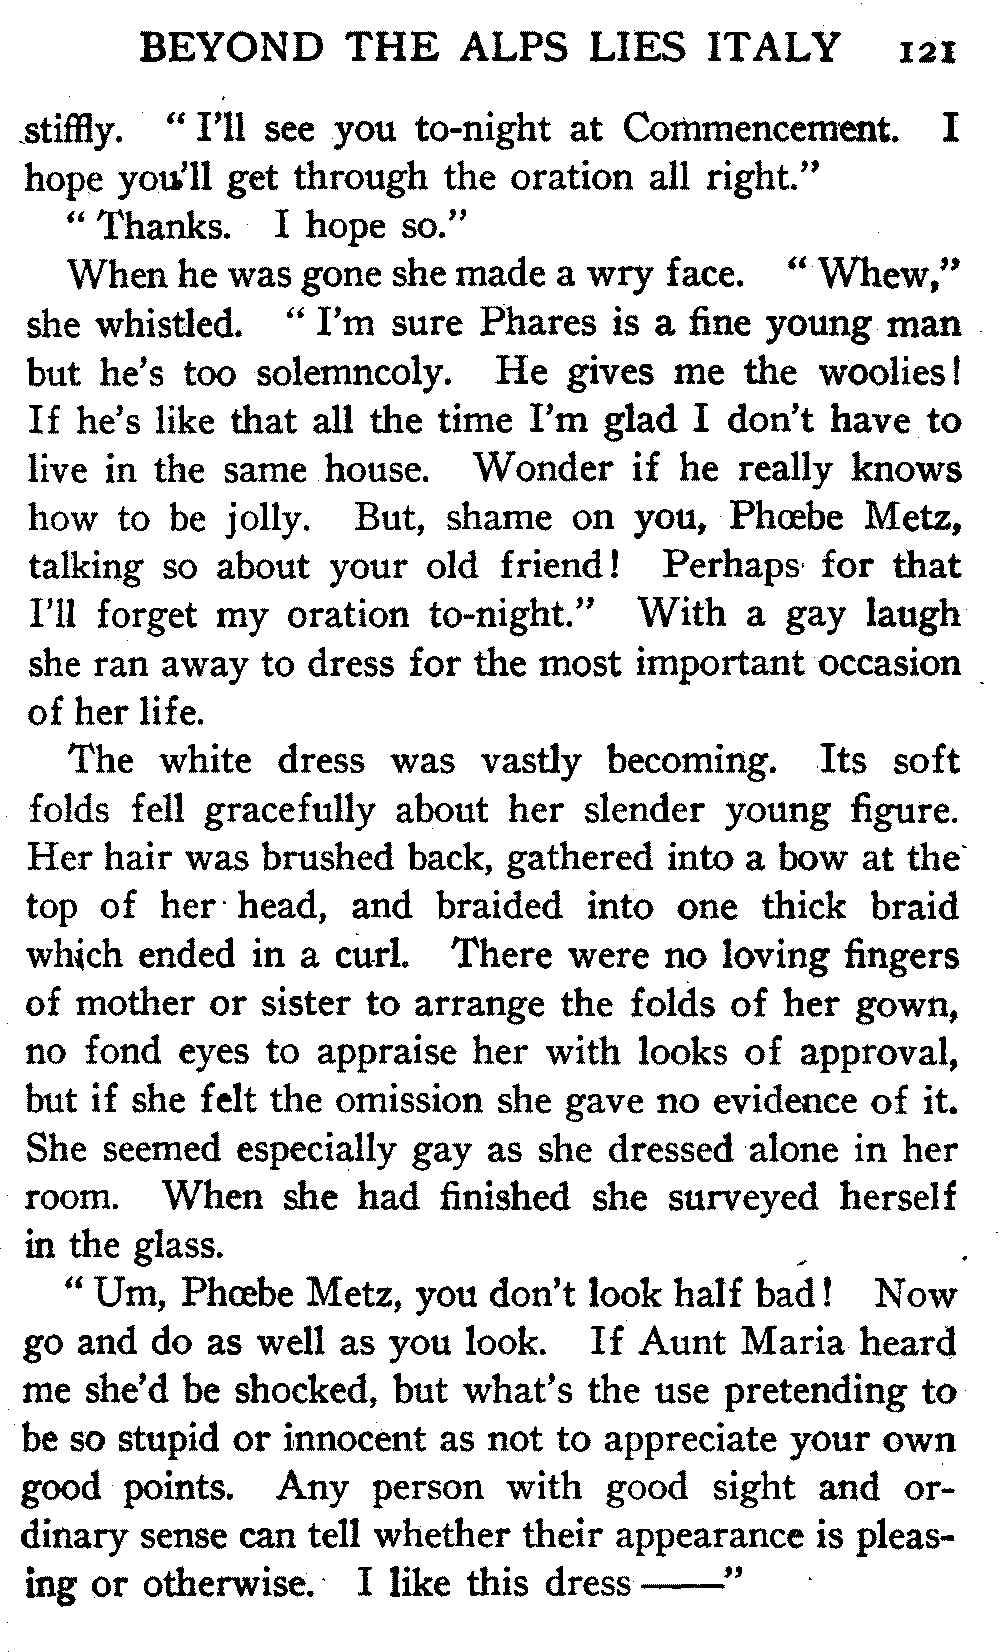 BEYOND THE ALPS LIES ITALY 121
stiffly. “ I’ll see you to-night at Commencement. I
hope you’ll get through the oration all right.”
“ Thanks. I hope so.”
When he was gone she made a wry face. “ Whew,”
she whistled. “ I’m sure Phares is a fine young man
but he’s too solemncoly. He gives me the woolies!
If he’s like that all the time I’m glad I don’t have to
live in the same house. Wonder if he really knows
how to be jolly. But, shame on you, Phœbe Metz,
talking so about your old friend! Perhaps for that
I’ll forget my oration to-night.” With a gay laugh
she ran away to dress for the most important occasion
of her life.
The white dress was vastly becoming. Its soft
folds fell gracefully about her slender young figure.
Her hair was brushed back, gathered into a bow at the
top of her head, and braided into one thick braid
which ended in a curl. There were no loving fingers
of mother or sister to arrange the folds of her gown,
no fond eyes to appraise her with looks of approval,
but if she felt the omission she gave no evidence of it.
She seemed especially gay as she dressed alone in her
room. When she had finished she surveyed herself
in the glass.
“ Um, Phœbe Metz, you don’t look half bad! Now
go and do as well as you look. If Aunt Maria heard
me she’d be shocked, but what’s the use pretending to
be so stupid or innocent as not to appreciate your own
good points. Any person with good sight and or-
dinary sense can tell whether their appearance is pleas-
ing or otherwise. I like this dress ——”